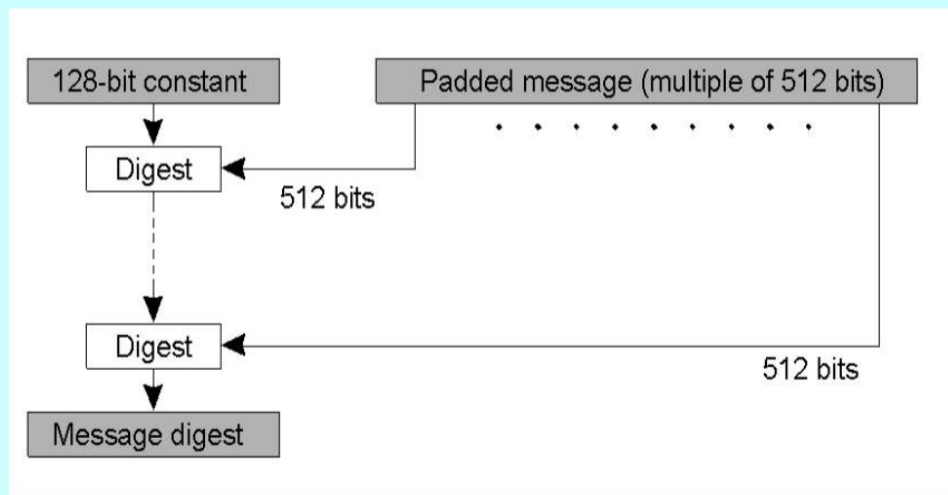 128-bit constant
Padded message (multiple of 512 bits)
Digest
512 bits
Digest
512 bits
Message digest